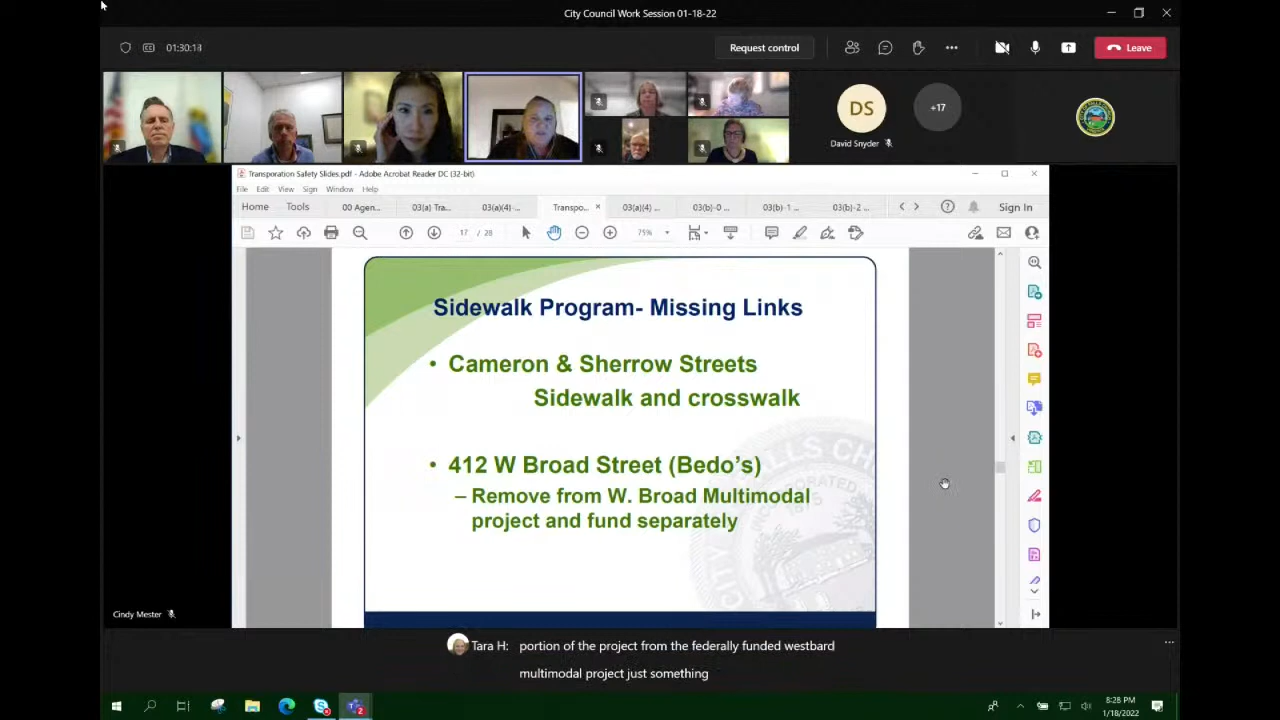 City Council Work Session 01-18-22
01:30:18
Request control
Leave
DS
+17
David Snyder
Transporation Safety Slides.pdf - Adobe Acrobat Reader DC (32-bit)
File Edit View Sign Window Help
Home Tools 00 Agen... 03(a) Tra... 03(a)(4)-... Transpo... 03(a)(4) ... 03(b)-0 ... 03(b)-1 ... 03(b)-2 ... Sign In
17 / 28 75%
Sidewalk Program- Missing Links
• Cameron & Sherrow Streets
Sidewalk and crosswalk
• 412 W Broad Street (Bedo’s)
– Remove from W. Broad Multimodal
project and fund separately
Cindy Mester
Tara H: portion of the project from the federally funded westbard
multimodal project just something
8:28 PM
1/18/2022